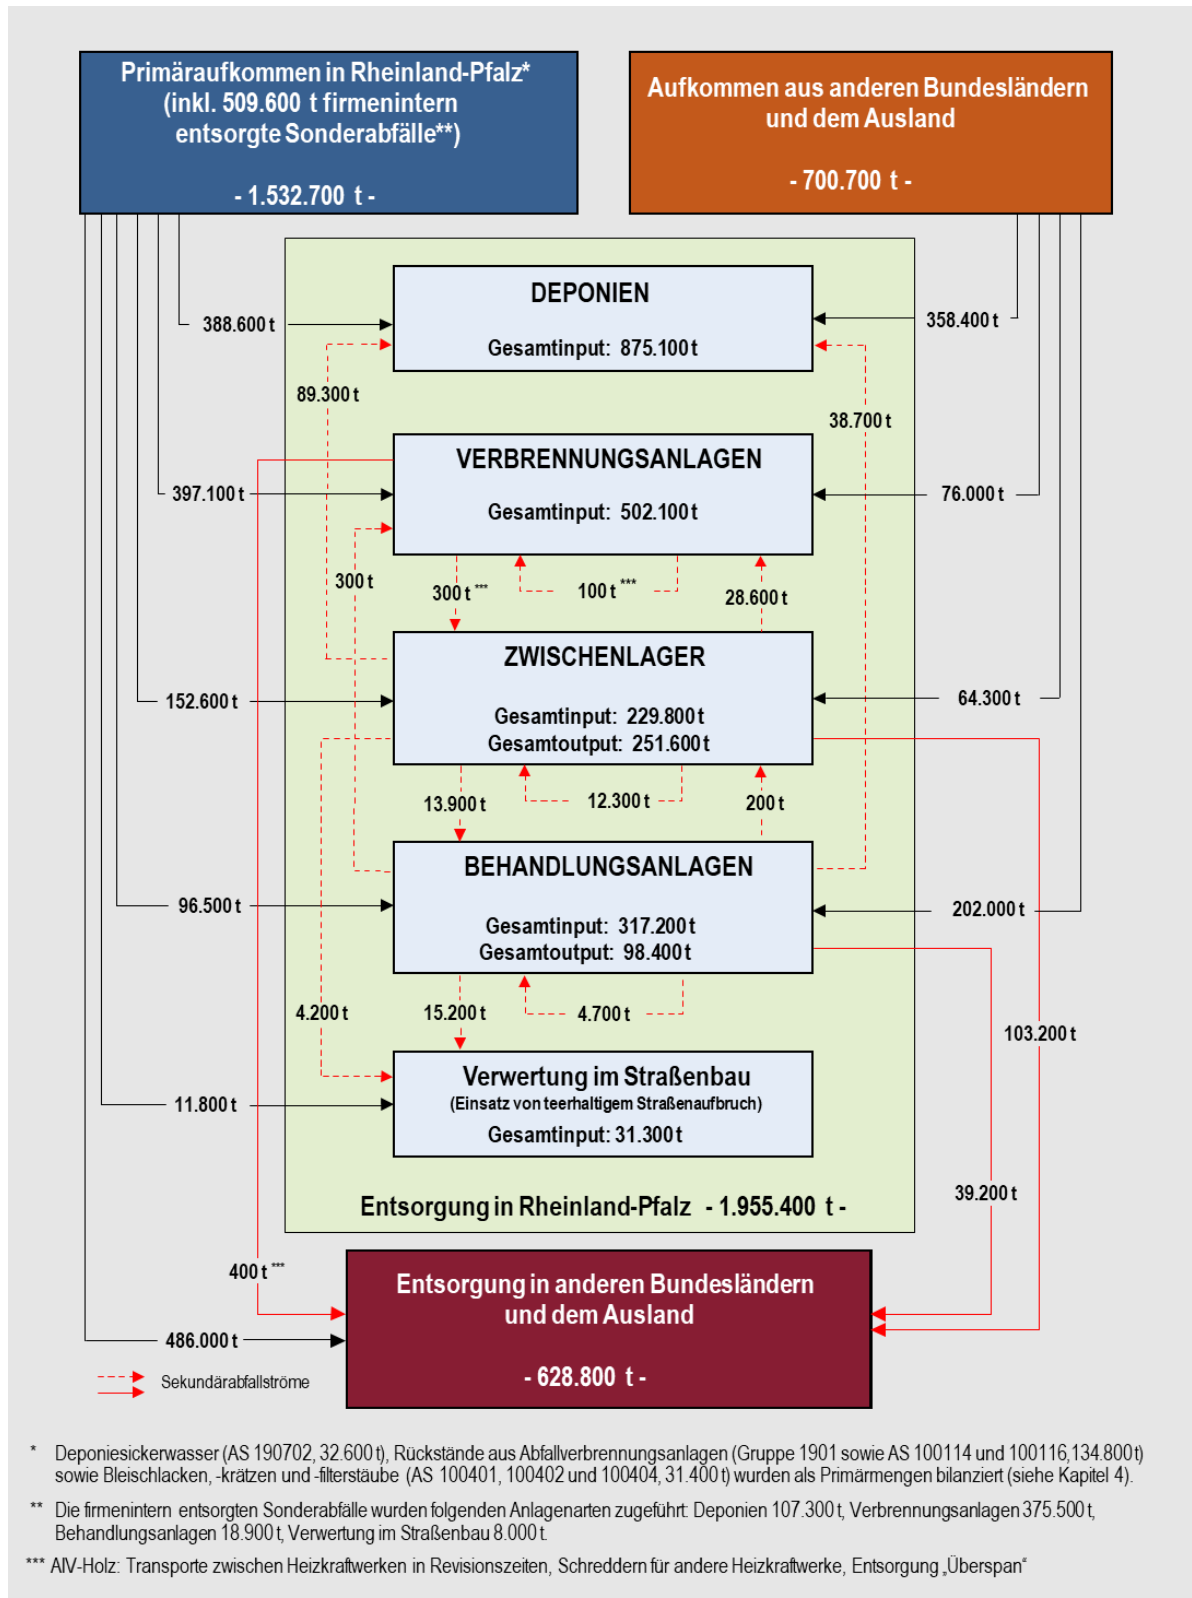 Primäraufkommen in Rheinland-Pfalz*
(inkl. 509.600 t firmenintern
entsorgte Sonderabfälle**)
- 1.532.700 t -
Aufkommen aus anderen Bundesländern
und dem Ausland
- 700.700 t -
DEPONIEN
Gesamtinput: 875.100 t
388.600 t
358.400 t
89.300 t
38.700 t
VERBRENNUNGSANLAGEN
Gesamtinput: 502.100 t
397.100 t
76.000 t
300 t
300 t ***
100 t ***
28.600 t
ZWISCHENLAGER
Gesamtinput: 229.800 t
Gesamtoutput: 251.600 t
152.600 t
64.300 t
13.900 t
12.300 t
200 t
BEHANDLUNGSANLAGEN
Gesamtinput: 317.200 t
Gesamtoutput: 98.400 t
96.500 t
202.000 t
4.200 t
15.200 t
4.700 t
103.200 t
Verwertung im Straßenbau
(Einsatz von teerhaltigem Straßenaufbruch)
Gesamtinput: 31.300 t
11.800 t
39.200 t
Entsorgung in Rheinland-Pfalz - 1.955.400 t -
400 t ***
Entsorgung in anderen Bundesländern
und dem Ausland
- 628.800 t -
486.000 t
Sekundärabfallströme
* Deponiesickerwasser (AS 190702, 32.600 t), Rückstände aus Abfallverbrennungsanlagen (Gruppe 1901 sowie AS 100114 und 100116,134.800 t)
sowie Bleischlacken, -krätzen und -filterstäube (AS 100401, 100402 und 100404, 31.400 t) wurden als Primärmengen bilanziert (siehe Kapitel 4).
** Die firmenintern entsorgten Sonderabfälle wurden folgenden Anlagenarten zugeführt: Deponien 107.300 t, Verbrennungsanlagen 375.500 t,
Behandlungsanlagen 18.900 t, Verwertung im Straßenbau 8.000 t.
*** AIV-Holz: Transporte zwischen Heizkraftwerken in Revisionszeiten, Schreddern für andere Heizkraftwerke, Entsorgung „Überspan“